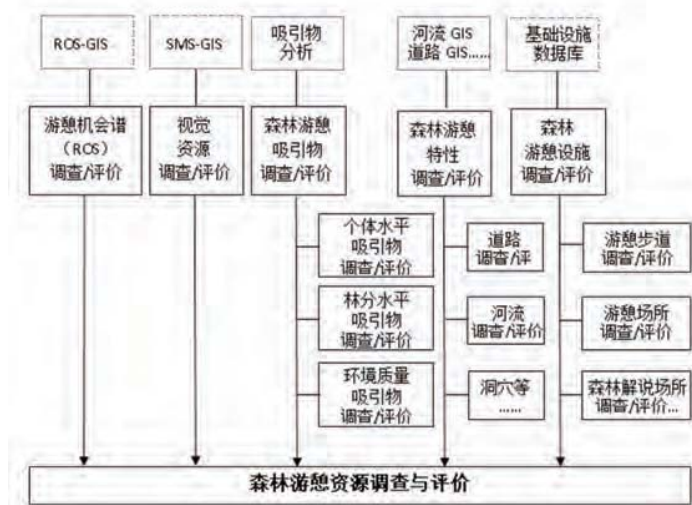 ROS-GIS
SMS-GIS
吸引物
分析
河流 GIS
道路 GIS……
基础设施
数据库
游憩机会谱
（ROS）
调查/评价
视觉
资源
调查/评价
森林游憩
吸引物
调查/评价
森林游憩
特性
调查/评价
森林
游憩设施
调查/评价
个体水平
吸引物
调查/评价
道路
调查/评
游憩步道
调查/评价
林分水平
吸引物
调查/评价
河流
调查/评价
游憩场所
调查/评价
环境质量
吸引物
调查/评价
洞穴等
……
森林解说场所
调查/评价…
森林游憩资源调查与评价